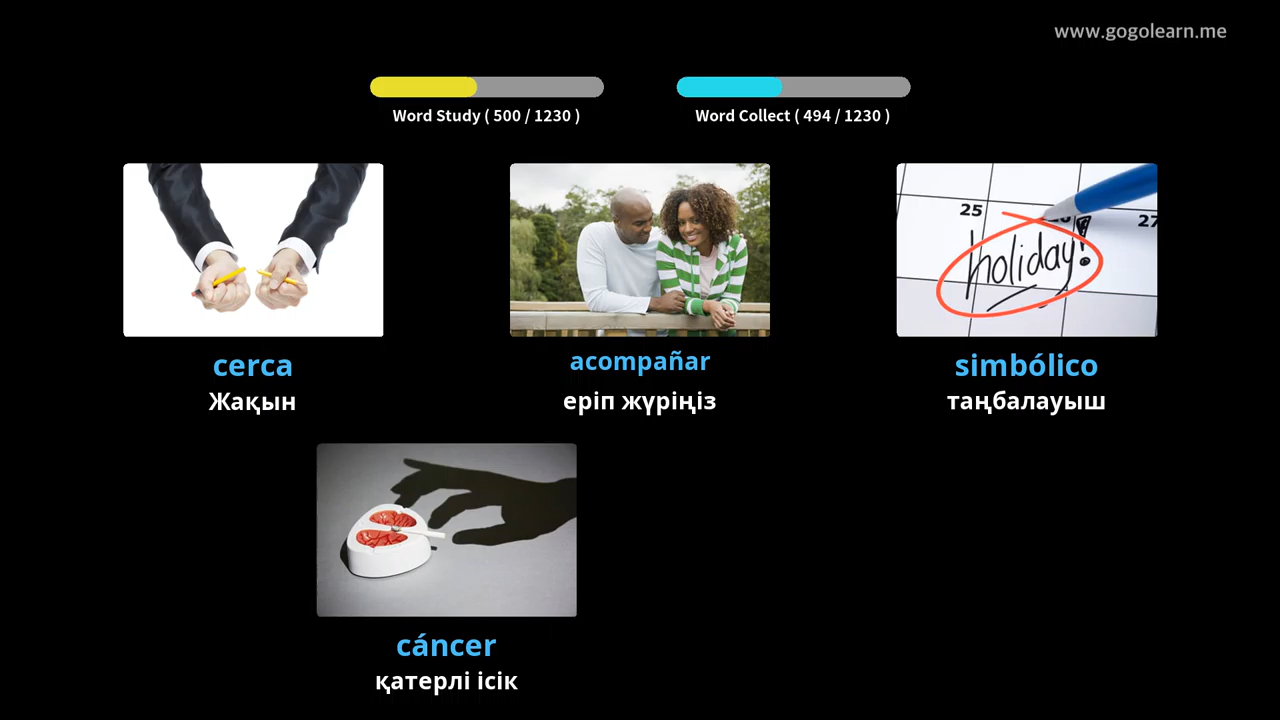 www.gogolearn.me
Word Study ( 500 / 1230 )
Word Collect ( 494 / 1230 )
25
27
holiday!
cerca
Жақын
acompañar
еріп жүріңіз
simbólico
таңбалауыш
cáncer
қатерлі ісік